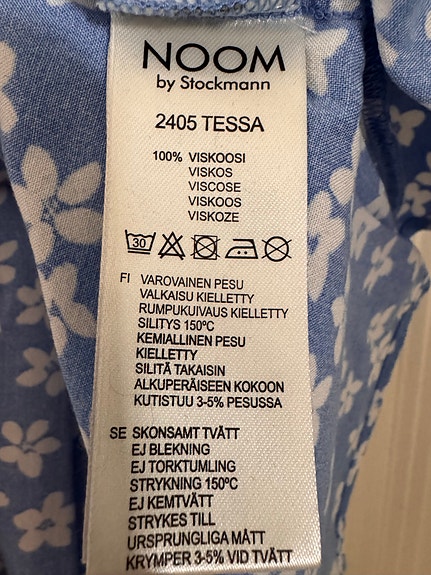 NOOM
by Stockmann
2405 TESSA
100% VISKOOSI
VISKOS
VISCOSE
VISKOOS
VISKOZE
30
FI VAROVAINEN PESU
VALKAISU KIELLETTY
RUMPUKUIVAUS KIELLETTY
SILITYS 150ºC
KEMIALLINEN PESU
KIELLETTY
SILITÄ TAKAISIN
ALKUPERÄISEEN KOKOON
KUTISTUU 3-5% PESUSSA
SE SKONSAMT TVÄTT
EJ BLEKNING
EJ TORKTUMLING
STRYKNING 150ºC
EJ KEMTVÄTT
STRYKES TILL
URSPRUNGLIGA MÅTT
KRYMPER 3-5% VID TVÄTT